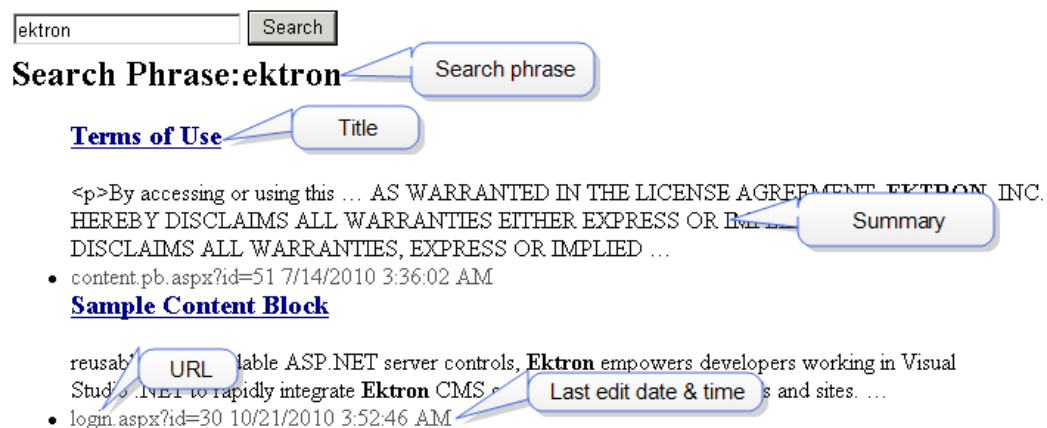 ektron Search
Search Phrase:ektron Search phrase
Terms of Use Title
<p>By accessing or using this … AS WARRANTED IN THE LICENSE AGREEMENT, EKTRON, INC.
HEREBY DISCLAIMS ALL WARRANTIES EITHER EXPRESS OR Summary
DISCLAIMS ALL WARRANTIES, EXPRESS OR IMPLIED …
• content.pb.aspx?id=51 7/14/2010 3:36:02 AM
Sample Content Block
URL ASP.NET server controls, Ektron empowers developers working in Visual
.NET to rapidly integrate Ektron CMS Last edit date & time and sites. …
• login.aspx?id=30 10/21/2010 3:52:46 AM